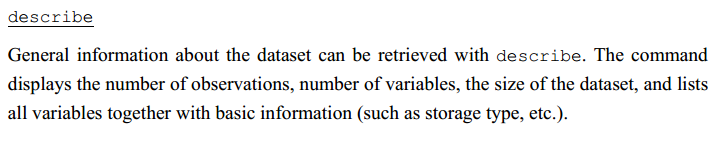 describe
General information about the dataset can be retrieved with describe. The command
displays the number of observations, number of variables, the size of the dataset, and lists
all variables together with basic information (such as storage type, etc.).